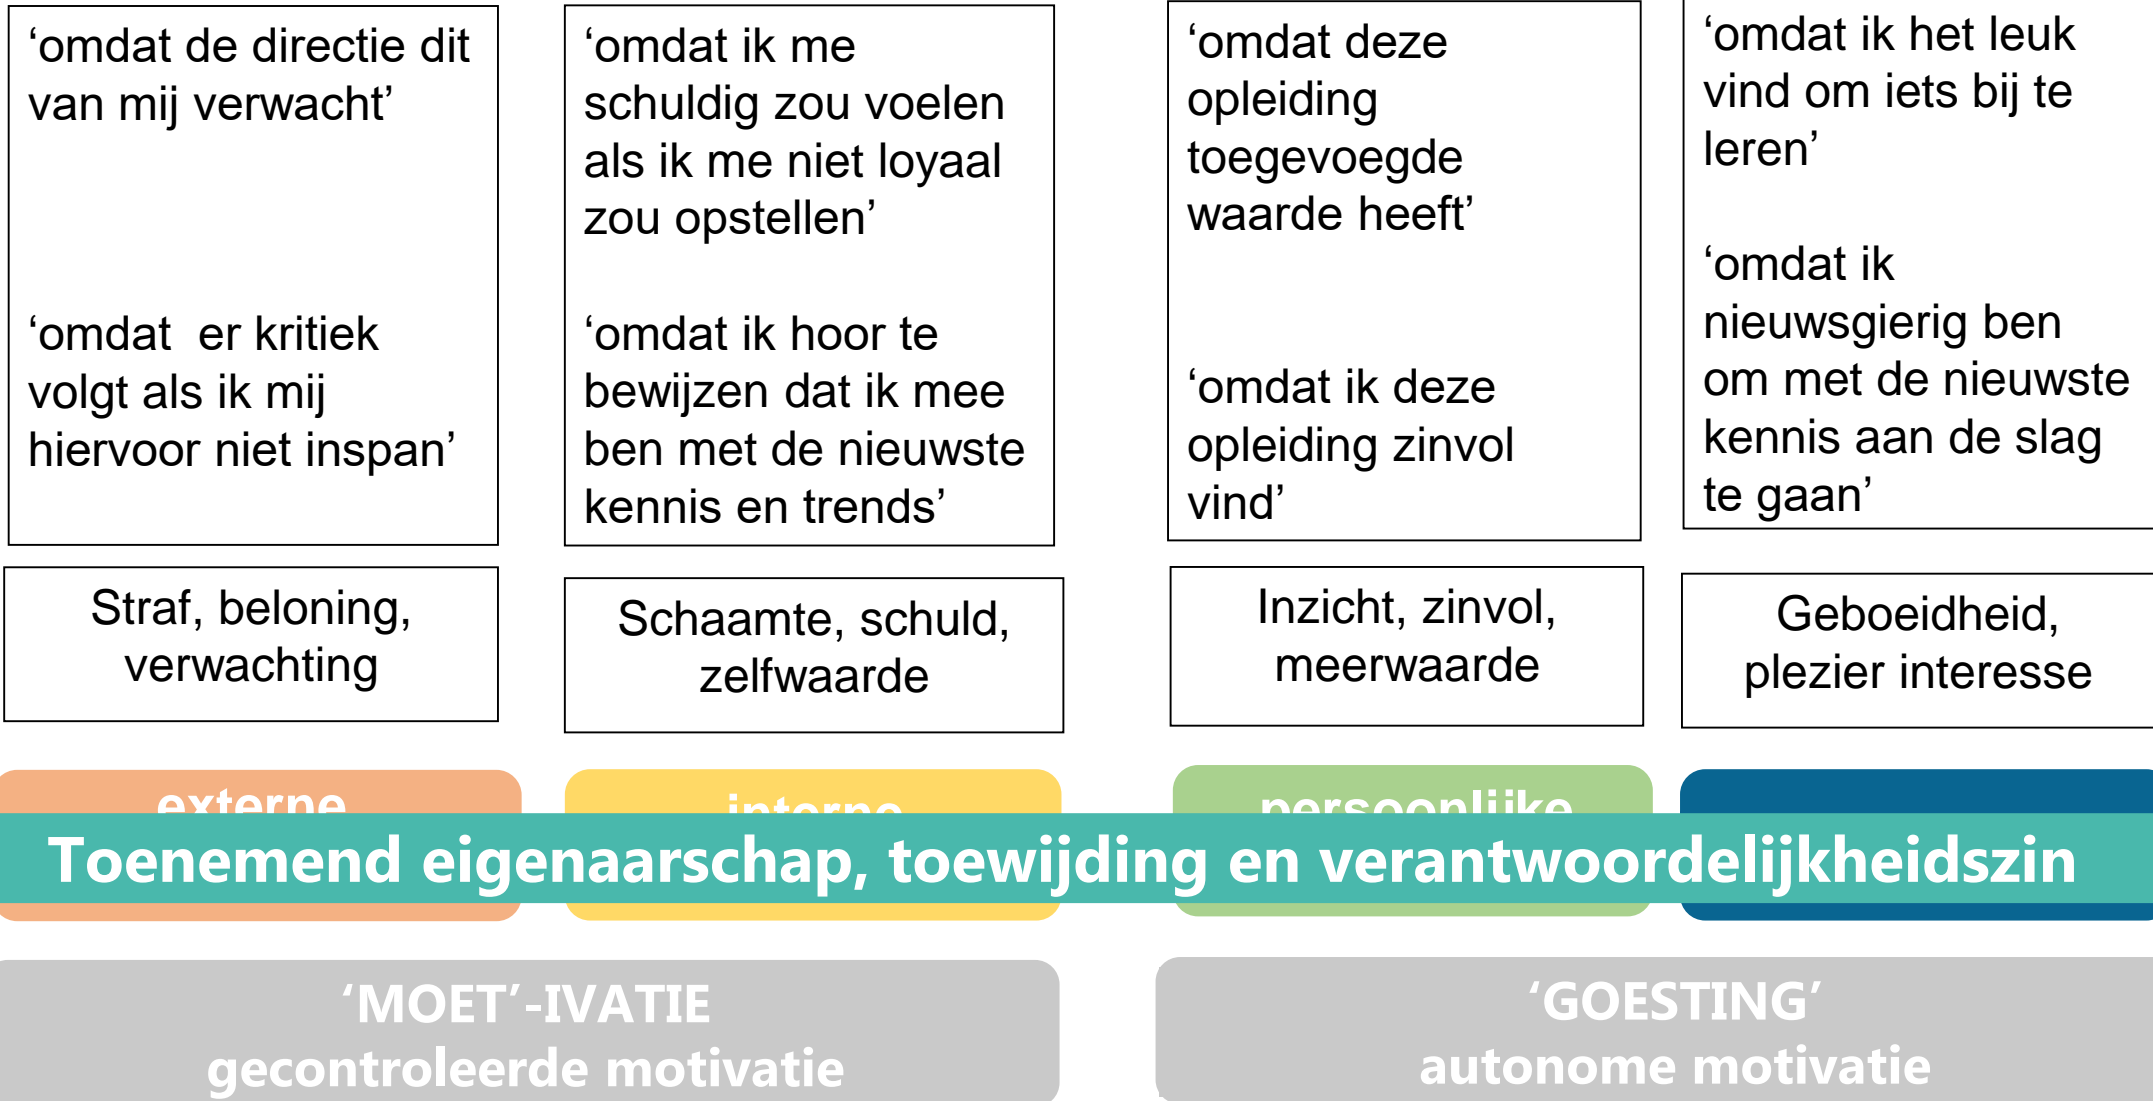 ‘omdat de directie dit
van mij verwacht’
‘omdat  er kritiek
volgt als ik mij
hiervoor niet inspan’
‘omdat ik me
schuldig zou voelen
als ik me niet loyaal
zou opstellen’
‘omdat ik hoor te
bewijzen dat ik mee
ben met de nieuwste
kennis en trends’
‘omdat deze
opleiding
toegevoegde
waarde heeft’
‘omdat ik deze
opleiding zinvol
vind’
‘omdat ik het leuk
vind om iets bij te
leren’
‘omdat ik
nieuwsgierig ben
om met de nieuwste
kennis aan de slag
te gaan’
Straf, beloning,
verwachting
Schaamte, schuld,
zelfwaarde
Inzicht, zinvol,
meerwaarde
Geboeidheid,
plezier interesse
externe
interne
persoonlijke
Toenemend eigenaarschap, toewijding en verantwoordelijkheidszin
‘MOET’-IVATIE
gecontroleerde motivatie
‘GOESTING’
autonome motivatie